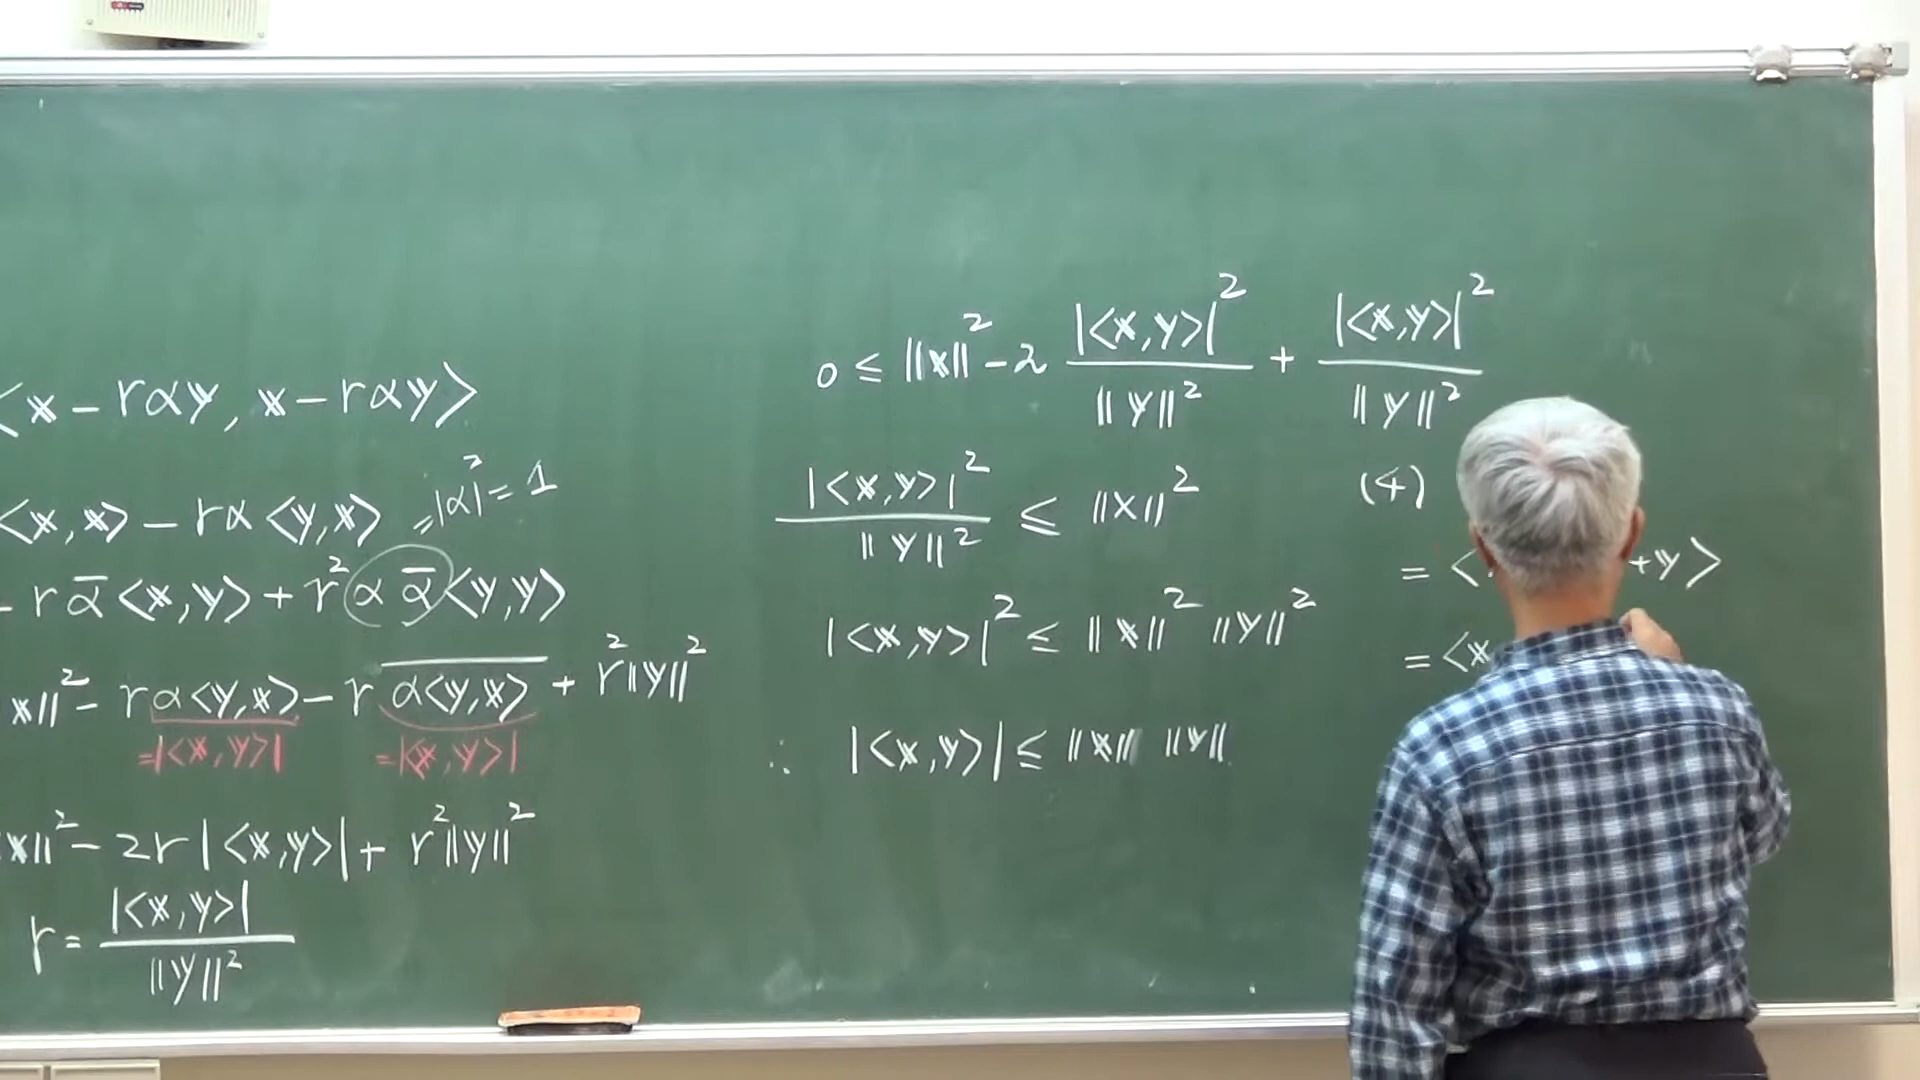 <x - rαy, x - rαy>
<x, x> - rα <y, x> = |α|² = 1
- r ᾱ <x, y> + r² α ᾱ <y, y>
x||² - r α<y, x> - r \overline{α<y, x>} + r² ||y||²
= |<x, y>| = |<x, y>|
x||² - 2r |<x, y>| + r² ||y||²
r = |<x, y>| / ||y||²
0 ≦ ||x||² - 2 |<x, y>|² / ||y||² + |<x, y>|² / ||y||²
|<x, y>|² / ||y||² ≦ ||x||²
|<x, y>|² ≦ ||x||² ||y||²
∴ |<x, y>| ≦ ||x|| ||y||
(4)
= < +y>
= <x